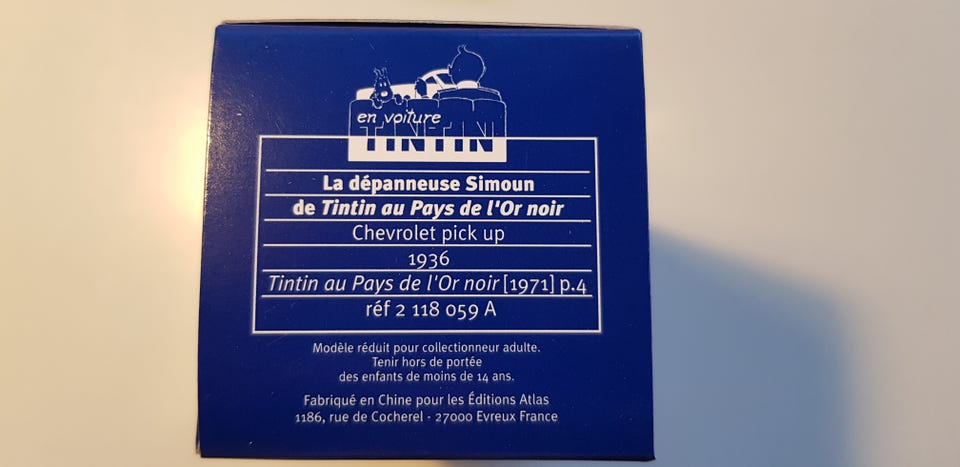 en voiture
TINTIN
La dépanneuse Simoun
de Tintin au Pays de l'Or noir
Chevrolet pick up
1936
Tintin au Pays de l'Or noir [1971] p.4
réf 2 118 059 A
Modèle réduit pour collectionneur adulte.
Tenir hors de portée
des enfants de moins de 14 ans.
Fabriqué en Chine pour les Éditions Atlas
1186, rue de Cocherel - 27000 Evreux France